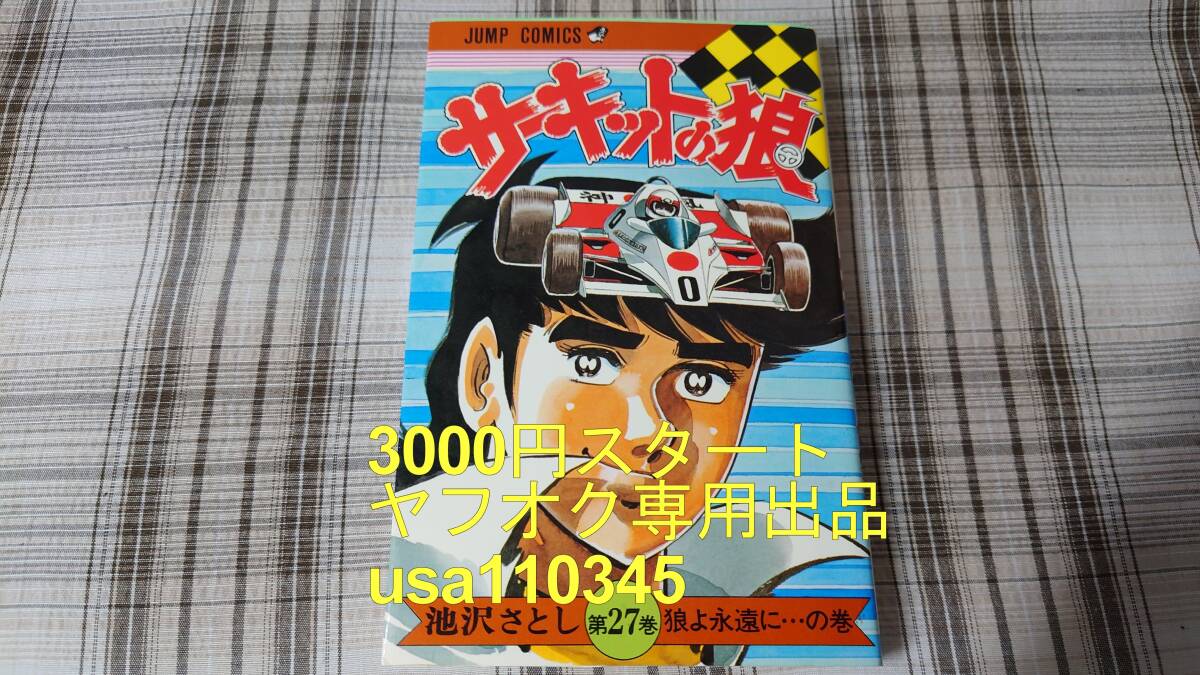 JUMP COMICS
サーキットの狼
神風
0
0
3000円スタート
ヤフオク専用出品
usa110345
池沢さとし 第27巻 狼よ永遠に…の巻